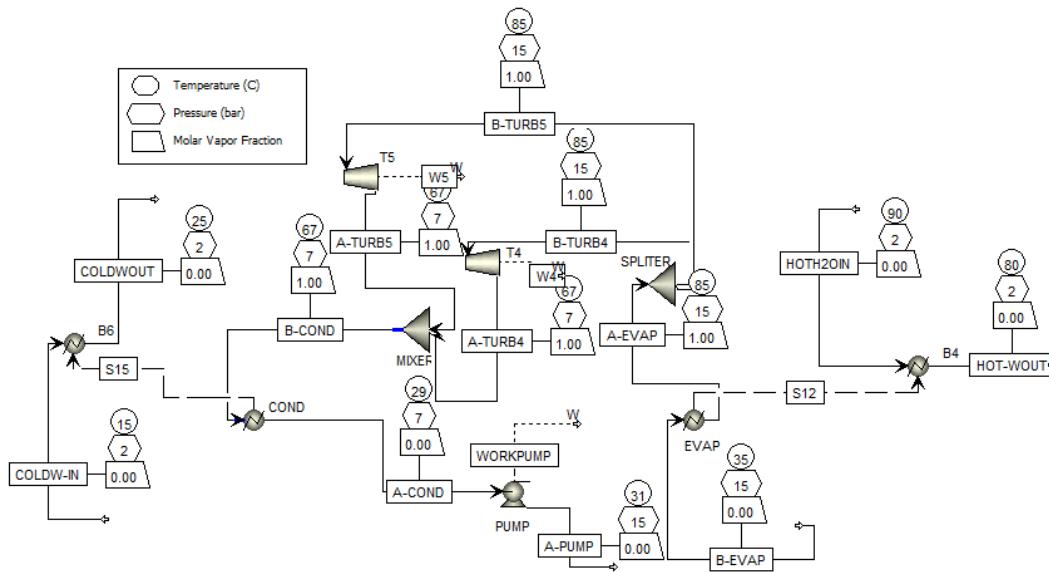 85
15
1.00
Temperature (C)
Pressure (bar)
Molar Vapor Fraction
B-TURB5
85
15
1.00
T5
W
W5
67
7
1.00
A-TURB5
B-TURB4
25
2
0.00
COLDWOUT
67
7
1.00
T4
W
W4
67
7
1.00
SPLITER
85
15
1.00
90
2
0.00
HOTH2OIN
80
2
0.00
B6
B-COND
MIXER
A-TURB4
A-EVAP
B4
HOT-WOUT
S15
S12
COND
29
7
0.00
W
EVAP
15
2
0.00
COLDW-IN
WORKPUMP
35
15
0.00
A-COND
PUMP
31
15
0.00
A-PUMP
B-EVAP